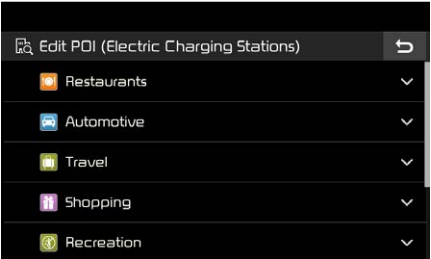 Edit POI (Electric Charging Stations)
Restaurants
Automotive
Travel
Shopping
Recreation